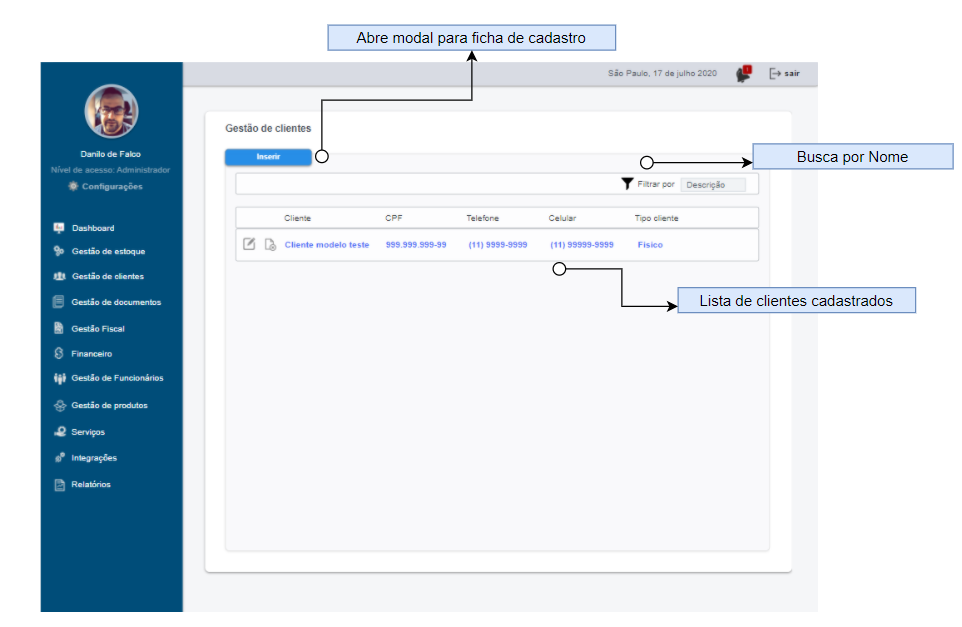 Abre modal para ficha de cadastro
São Paulo, 17 de julho 2020
sair
Danilo de Falco
Nível de acesso: Administrador
Configurações
Dashboard
Gestão de estoque
Gestão de clientes
Gestão de documentos
Gestão Fiscal
Financeiro
Gestão de Funcionários
Gestão de produtos
Serviços
Integrações
Relatórios
Gestão de clientes
Inserir
Busca por Nome
Filtrar por Descrição
Cliente CPF Telefone Celular Tipo cliente
Cliente modelo teste 999.999.999-99 (11) 9999-9999 (11) 99999-9999 Físico
Lista de clientes cadastrados